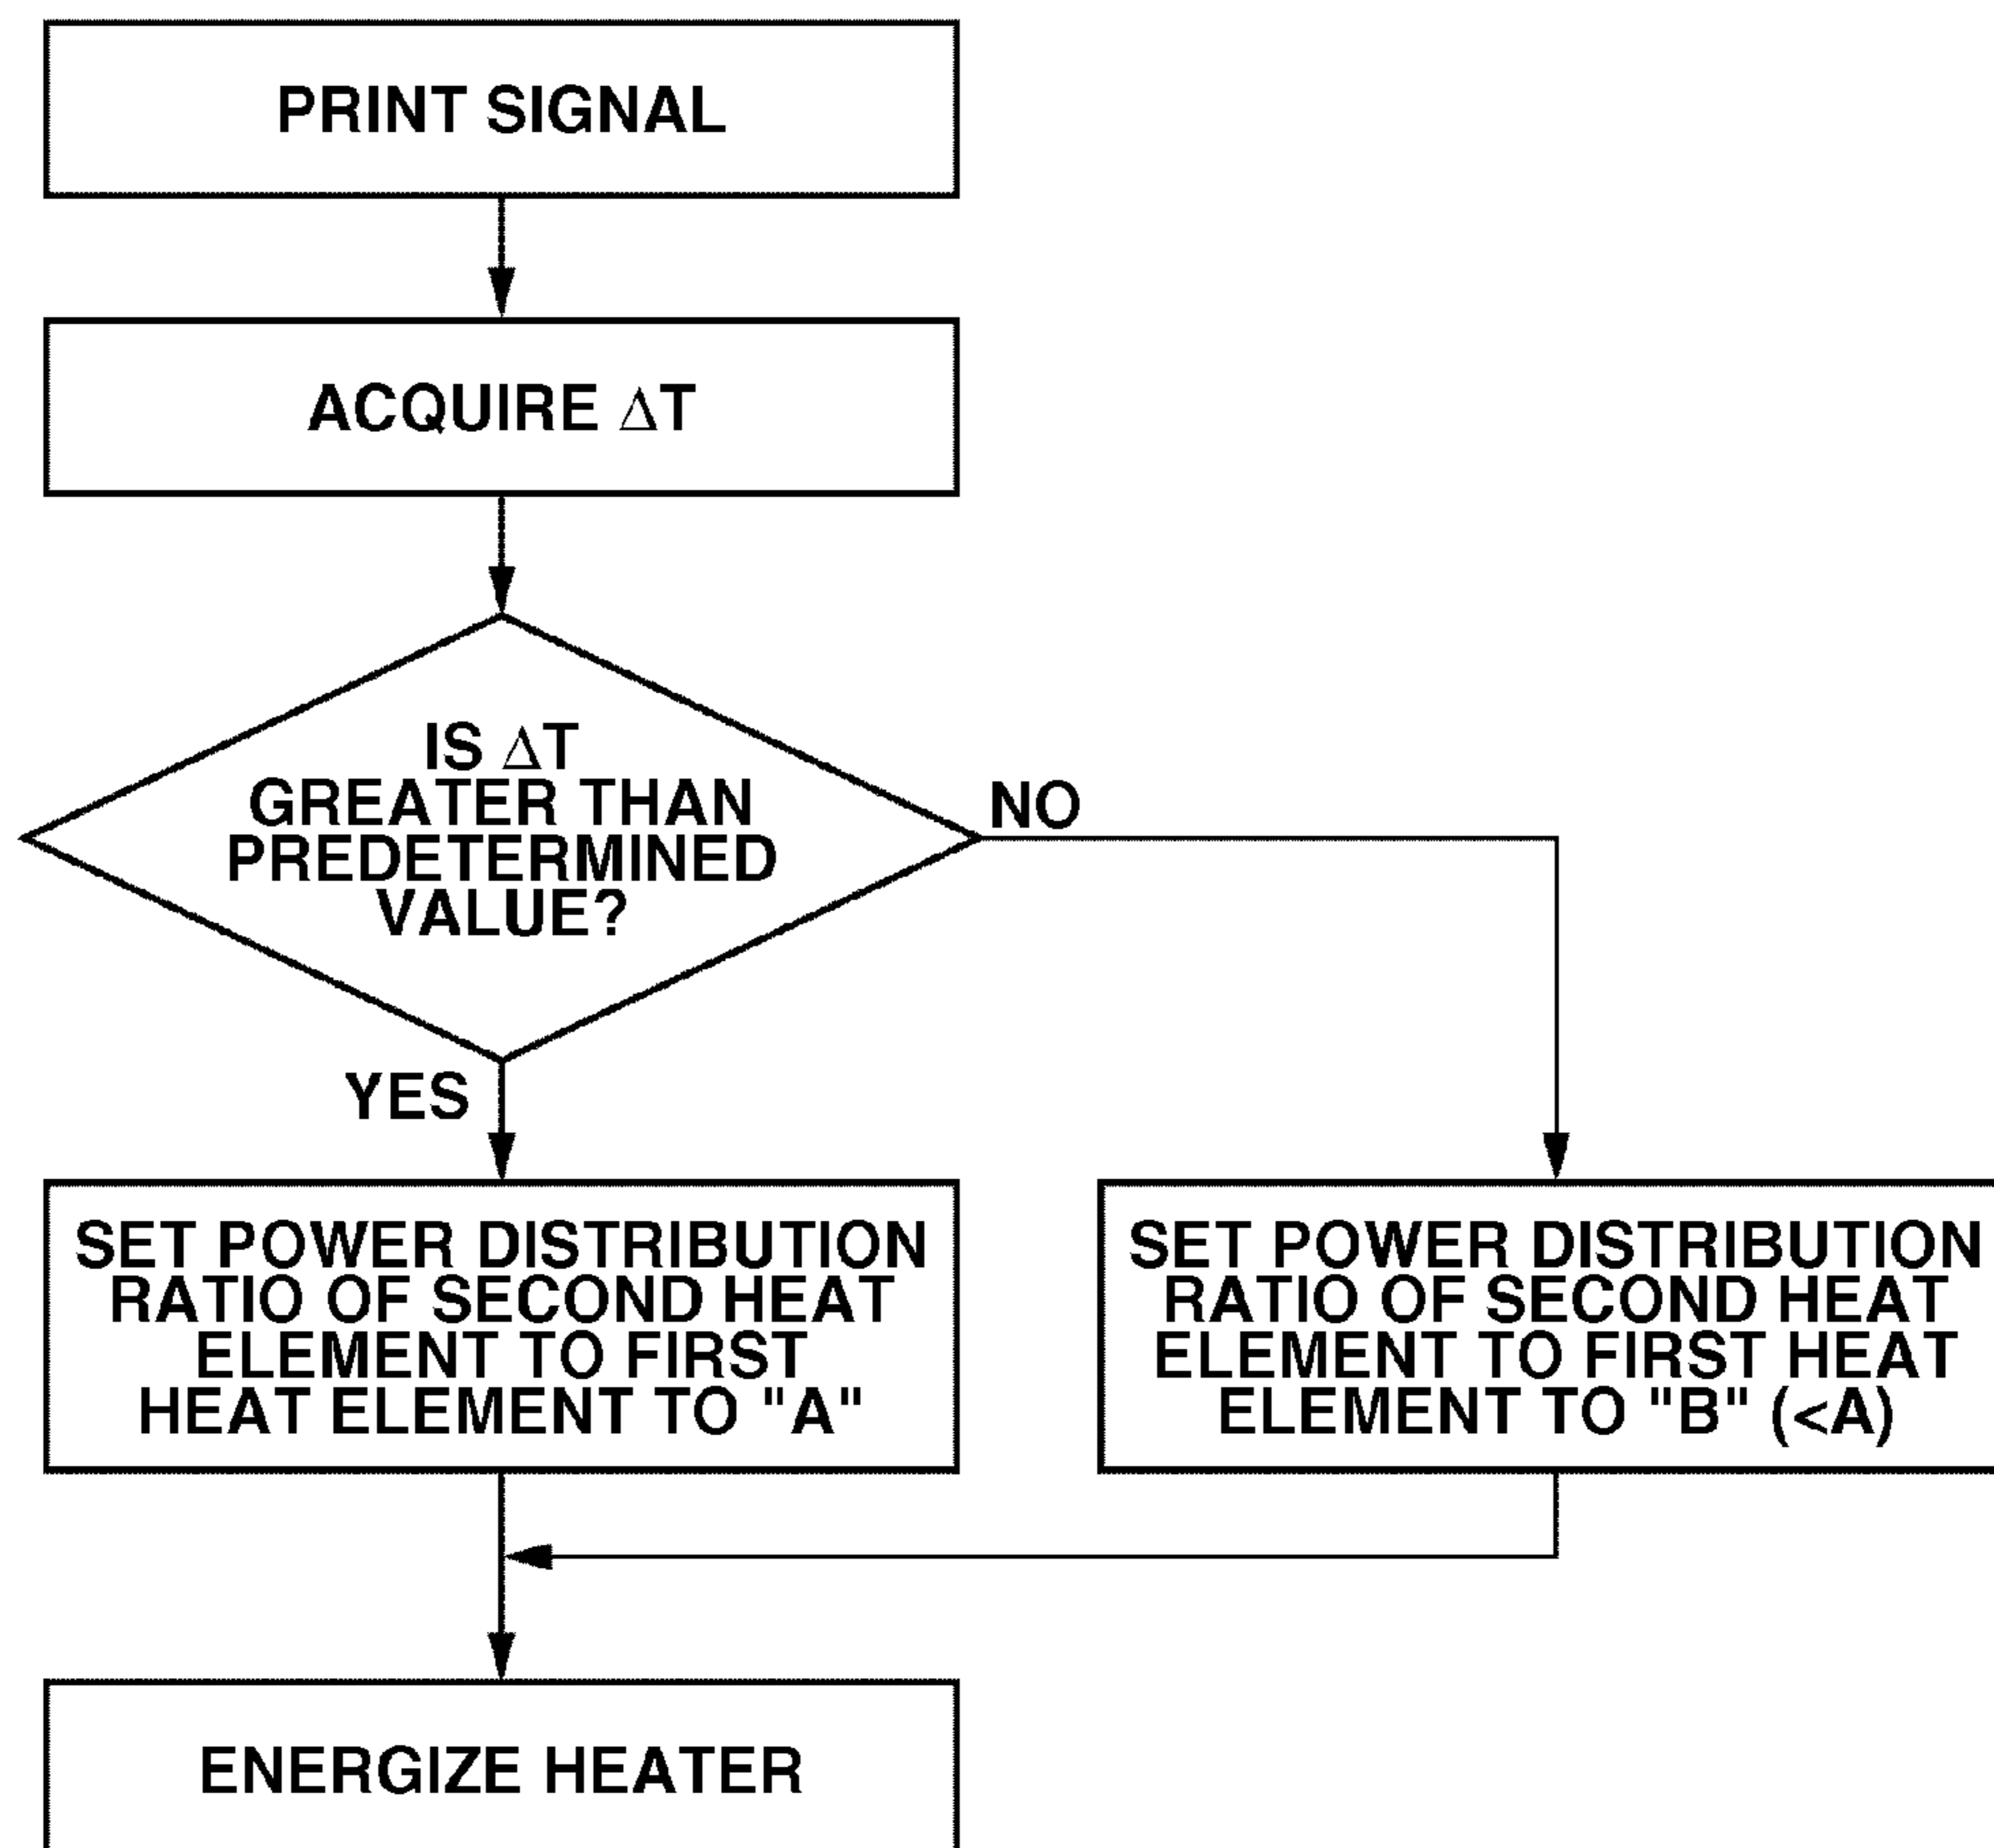 PRINT SIGNAL
ACQUIRE ΔT
IS ΔT
GREATER THAN
PREDETERMINED
VALUE?
NO
YES
SET POWER DISTRIBUTION
RATIO OF SECOND HEAT
ELEMENT TO FIRST
HEAT ELEMENT TO "A"
SET POWER DISTRIBUTION
RATIO OF SECOND HEAT
ELEMENT TO FIRST HEAT
ELEMENT TO "B" (<A)
ENERGIZE HEATER